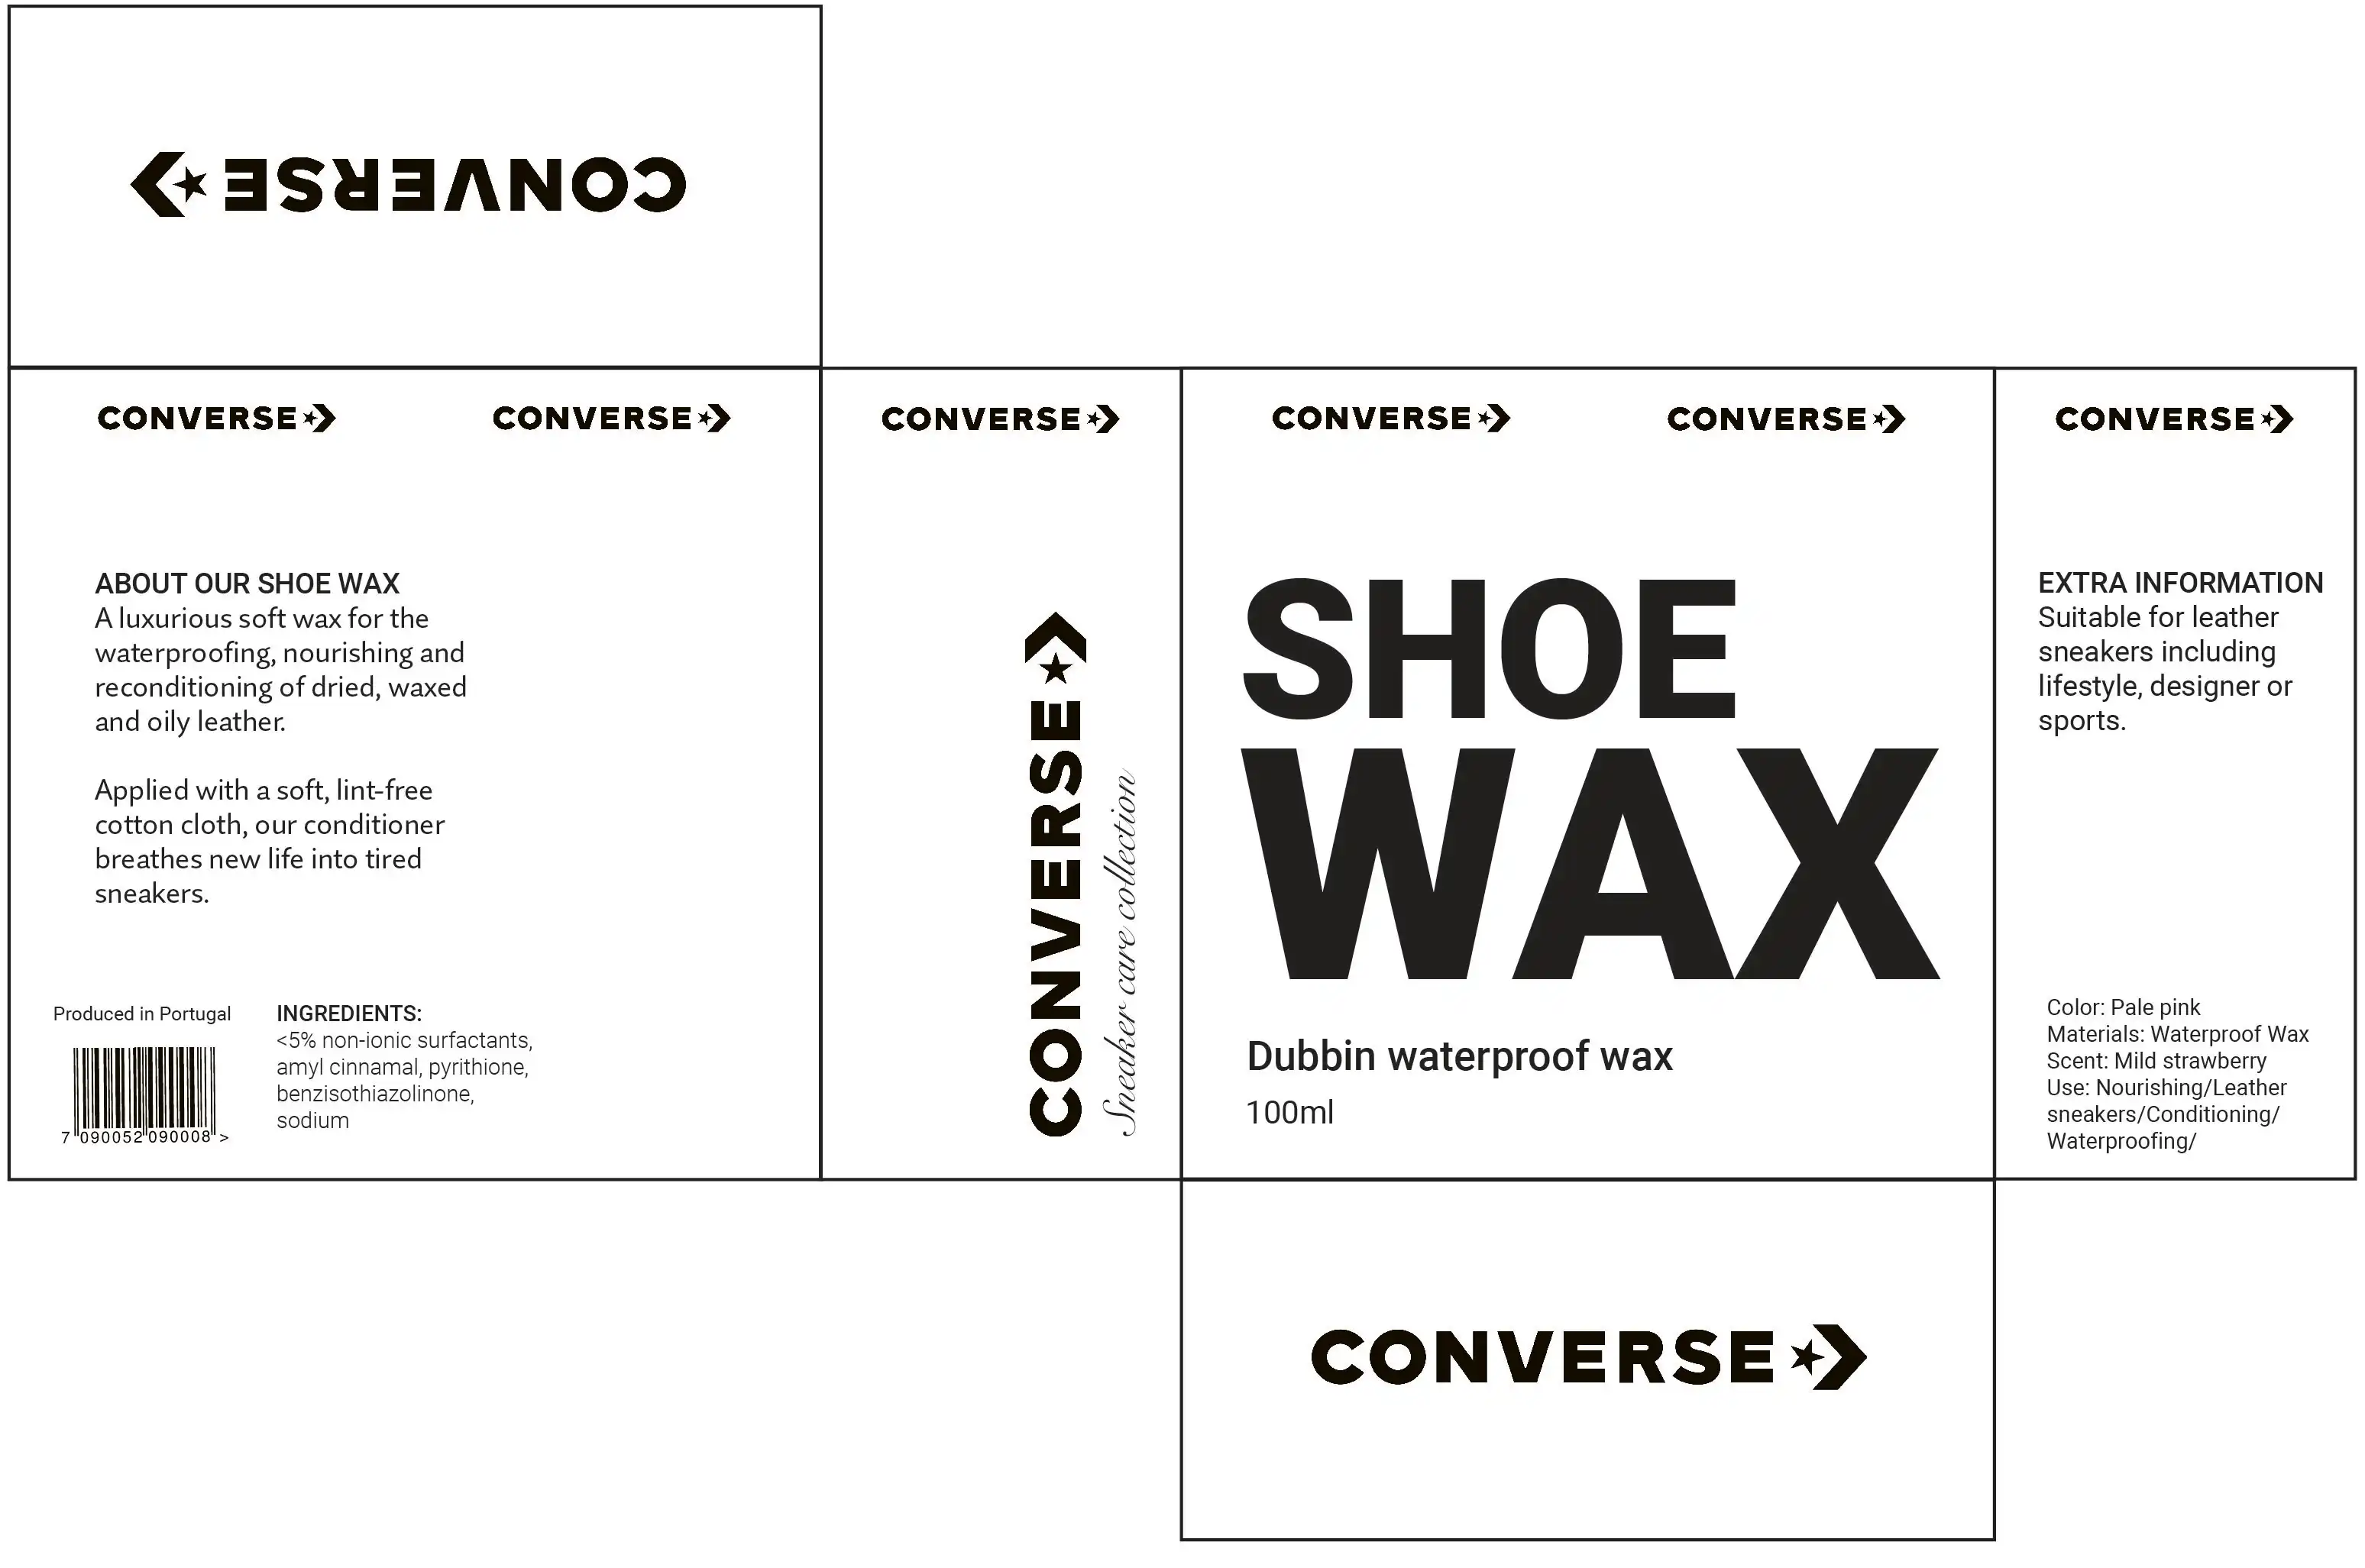 CONVERSE
CONVERSE
CONVERSE
ABOUT OUR SHOE WAX
A luxurious soft wax for the
waterproofing, nourishing and
reconditioning of dried, waxed
and oily leather.
Applied with a soft, lint-free
cotton cloth, our conditioner
breathes new life into tired
sneakers.
Produced in Portugal
7 090052 090008 >
INGREDIENTS:
<5% non-ionic surfactants,
amyl cinnamal, pyrithione,
benzisothiazolinone,
sodium
CONVERSE
CONVERSE
Sneaker care collection
CONVERSE
CONVERSE
SHOE
WAX
Dubbin waterproof wax
100ml
CONVERSE
EXTRA INFORMATION
Suitable for leather
sneakers including
lifestyle, designer or
sports.
Color: Pale pink
Materials: Waterproof Wax
Scent: Mild strawberry
Use: Nourishing/Leather
sneakers/Conditioning/
Waterproofing/
CONVERSE